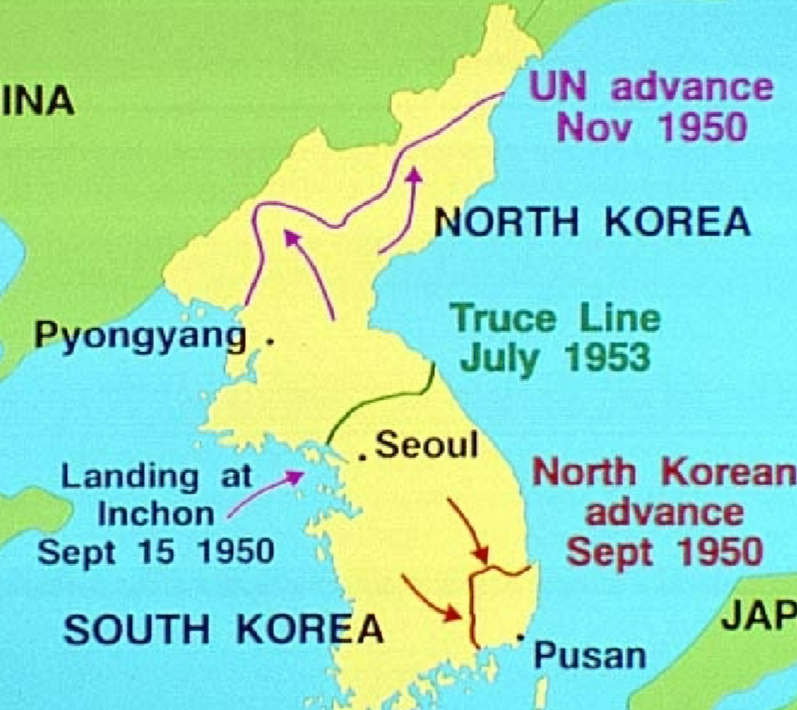 INA
UN advance
Nov 1950
NORTH KOREA
Truce Line
July 1953
Pyongyang
Seoul
Landing at
Inchon
Sept 15 1950
North Korean
advance
Sept 1950
SOUTH KOREA
JAP
Pusan